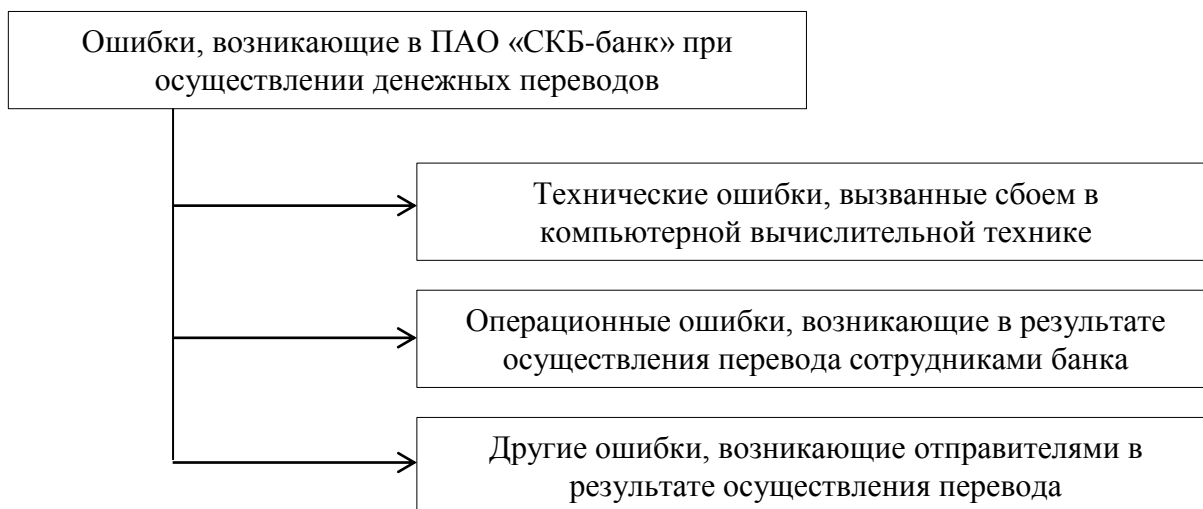 Ошибки, возникающие в ПАО «СКБ-банк» при
осуществлении денежных переводов
Технические ошибки, вызванные сбоем в
компьютерной вычислительной технике
Операционные ошибки, возникающие в результате
осуществления перевода сотрудниками банка
Другие ошибки, возникающие отправителями в
результате осуществления перевода